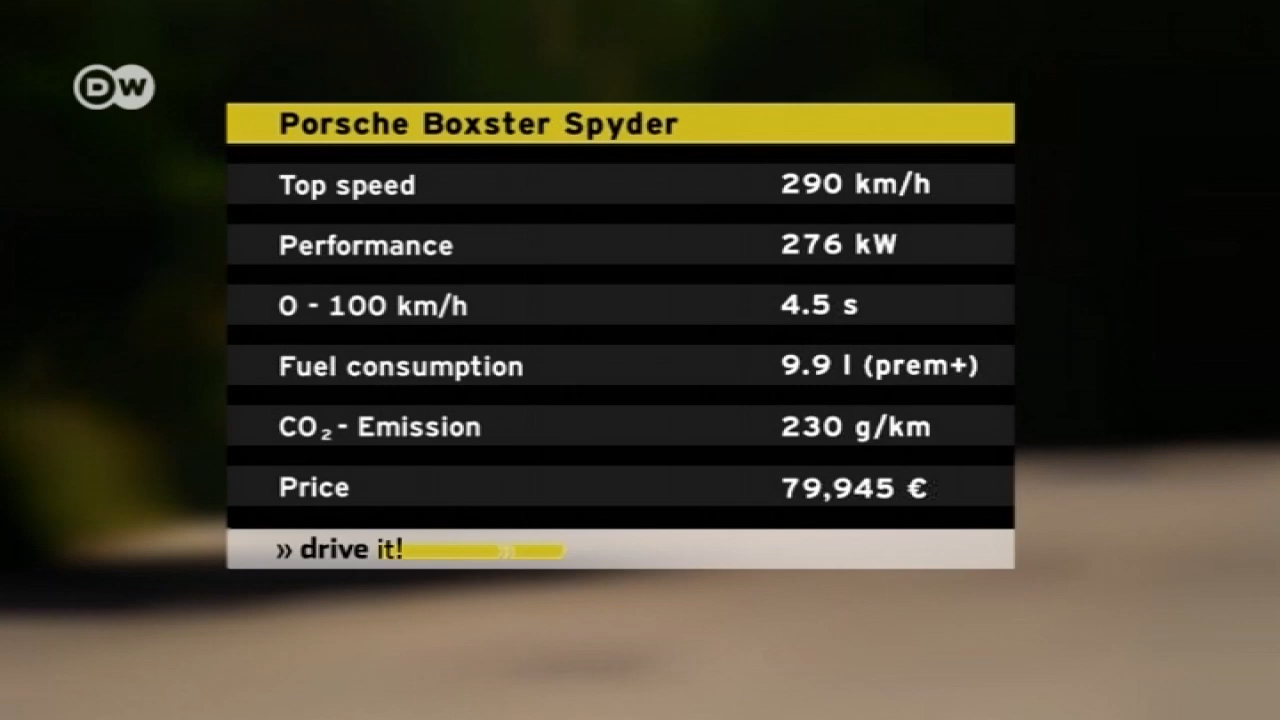 DW
Porsche Boxster Spyder
Top speed 290 km/h
Performance 276 kW
0 - 100 km/h 4.5 s
Fuel consumption 9.9 l (prem+)
CO₂ - Emission 230 g/km
Price 79,945 €
» drive it!